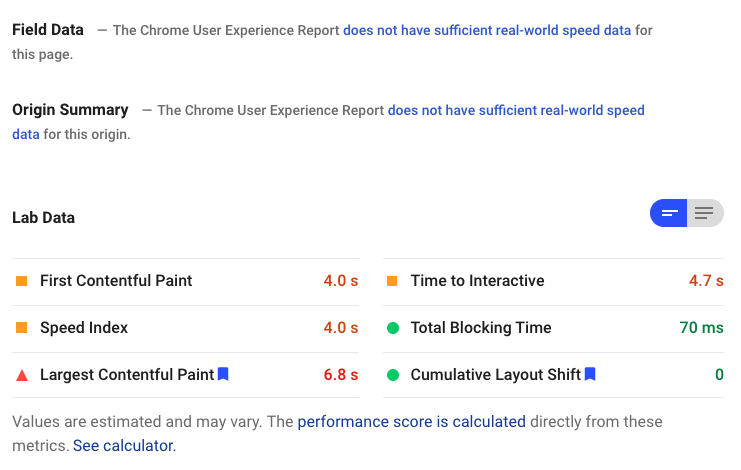 Field Data — The Chrome User Experience Report does not have sufficient real-world speed data for
this page.
Origin Summary — The Chrome User Experience Report does not have sufficient real-world speed
data for this origin.
Lab Data
First Contentful Paint 4.0 s
Time to Interactive 4.7 s
Speed Index 4.0 s
Total Blocking Time 70 ms
Largest Contentful Paint 6.8 s
Cumulative Layout Shift 0
Values are estimated and may vary. The performance score is calculated directly from these
metrics. See calculator.